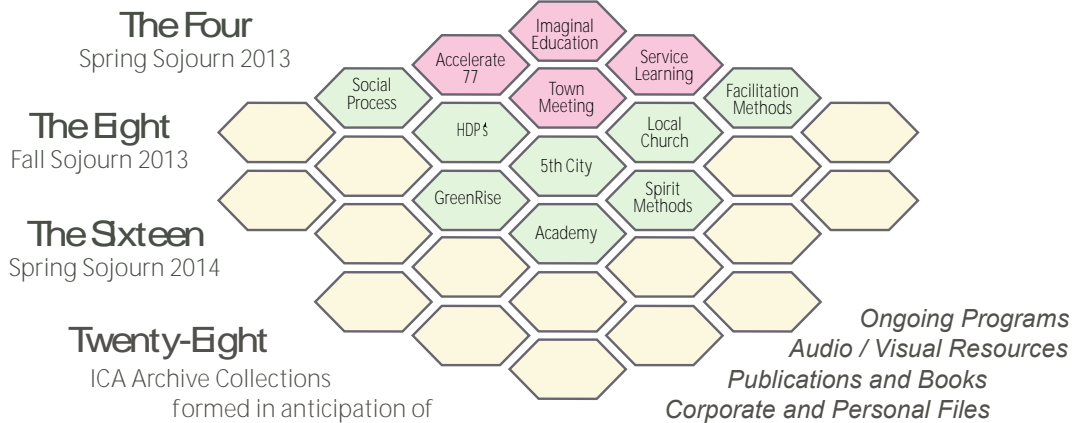 The Four
Spring Sojourn 2013
The Eight
Fall Sojourn 2013
The Sixteen
Spring Sojourn 2014
Twenty-Eight
ICA Archive Collections
formed in anticipation of
Imaginal
Education
Accelerate
77
Service
Learning
Town
Meeting
Social
Process
Facilitation
Methods
HDP$
Local
Church
5th City
GreenRise
Spirit
Methods
Academy
Ongoing Programs
Audio / Visual Resources
Publications and Books
Corporate and Personal Files